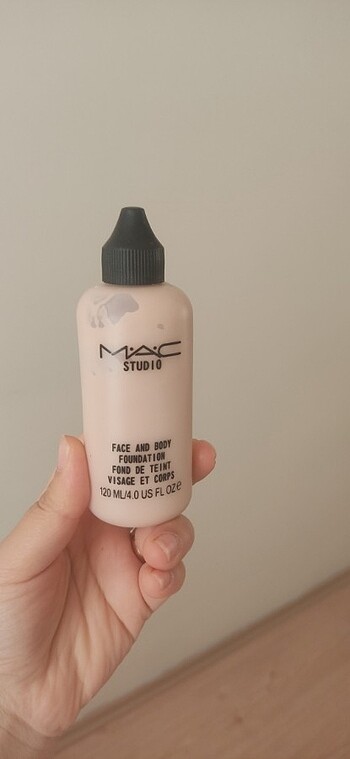 M·A·C
STUDIO
FACE AND BODY
FOUNDATION
FOND DE TEINT
VISAGE ET CORPS
120 ML/4.0 US FL OZ℮